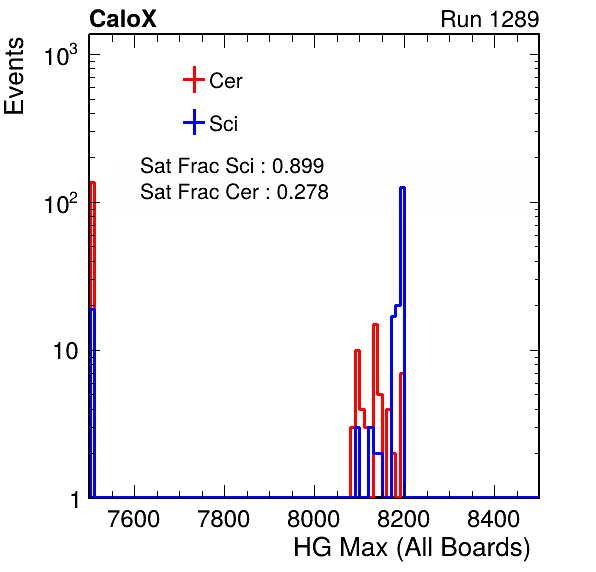 CaloX
Run 1289
Events
Cer
Sci
Sat Frac Sci : 0.899
Sat Frac Cer : 0.278
10³
10²
10
1
7600 7800 8000 8200 8400
HG Max (All Boards)